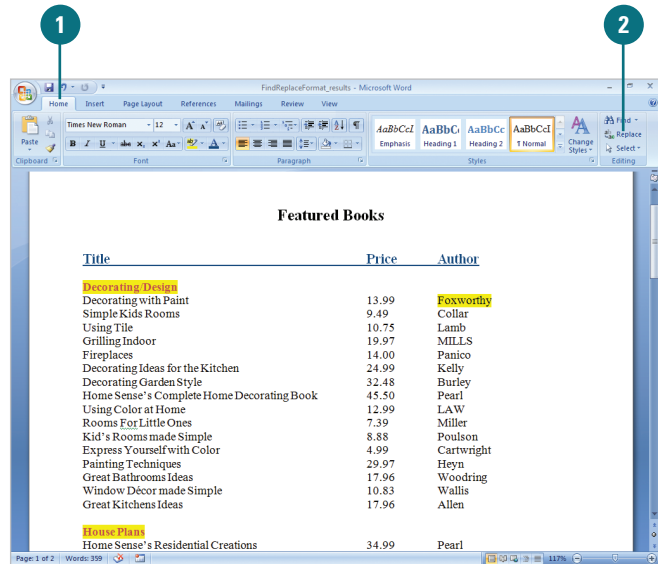 1 2
FindReplaceFormat_results - Microsoft Word
Home Insert Page Layout References Mailings Review View
Times New Roman 12 A A AaBbCcI AaBbC AaBbCc AaBbCcI A Find
Replace
Paste B I U abc x, x' Aa ab A Emphasis Heading 1 Heading 2 ¶ Normal Change Styles Select
Clipboard Font Paragraph Styles Editing
Featured Books
Title Price Author
Decorating/Design
Decorating with Paint 13.99 Foxworthy
Simple Kids Rooms 9.49 Collar
Using Tile 10.75 Lamb
Grilling Indoor 19.97 MILLS
Fireplaces 14.00 Panico
Decorating Ideas for the Kitchen 24.99 Kelly
Decorating Garden Style 32.48 Burley
Home Sense's Complete Home Decorating Book 45.50 Pearl
Using Color at Home 12.99 LAW
Rooms For Little Ones 7.39 Miller
Kid's Rooms made Simple 8.88 Poulson
Express Yourself with Color 4.99 Cartwright
Painting Techniques 29.97 Heyn
Great Bathrooms Ideas 17.96 Woodring
Window Décor made Simple 10.83 Wallis
Great Kitchens Ideas 17.96 Allen
House Plans
Home Sense's Residential Creations 34.99 Pearl
Page: 1 of 2 Words: 359 117%